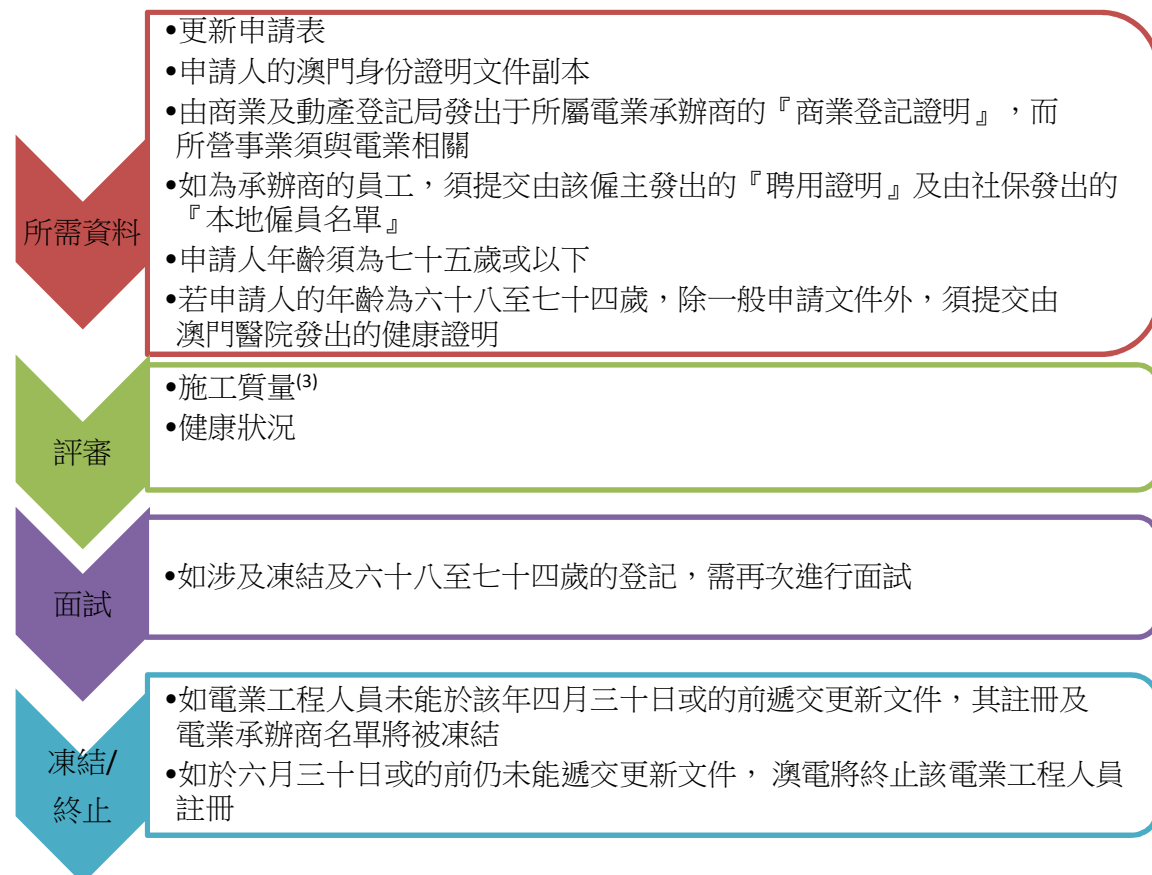 •更新申請表
•申請人的澳門身份證明文件副本
•由商業及動產登記局發出于所屬電業承辦商的『商業登記證明』，而
所營事業須與電業相關
•如為承辦商的員工，須提交由該僱主發出的『聘用證明』及由社保發出的
『本地僱員名單』
所需資料
•申請人年齡須為七十五歲或以下
•若申請人的年齡為六十八至七十四歲，除一般申請文件外，須提交由
澳門醫院發出的健康證明
•施工質量(3)
•健康狀況
評審
•如涉及凍結及六十八至七十四歲的登記，需再次進行面試
面試
•如電業工程人員未能於該年四月三十日或的前遞交更新文件，其註冊及
電業承辦商名單將被凍結
凍結/
終止
•如於六月三十日或的前仍未能遞交更新文件， 澳電將終止該電業工程人員
註冊